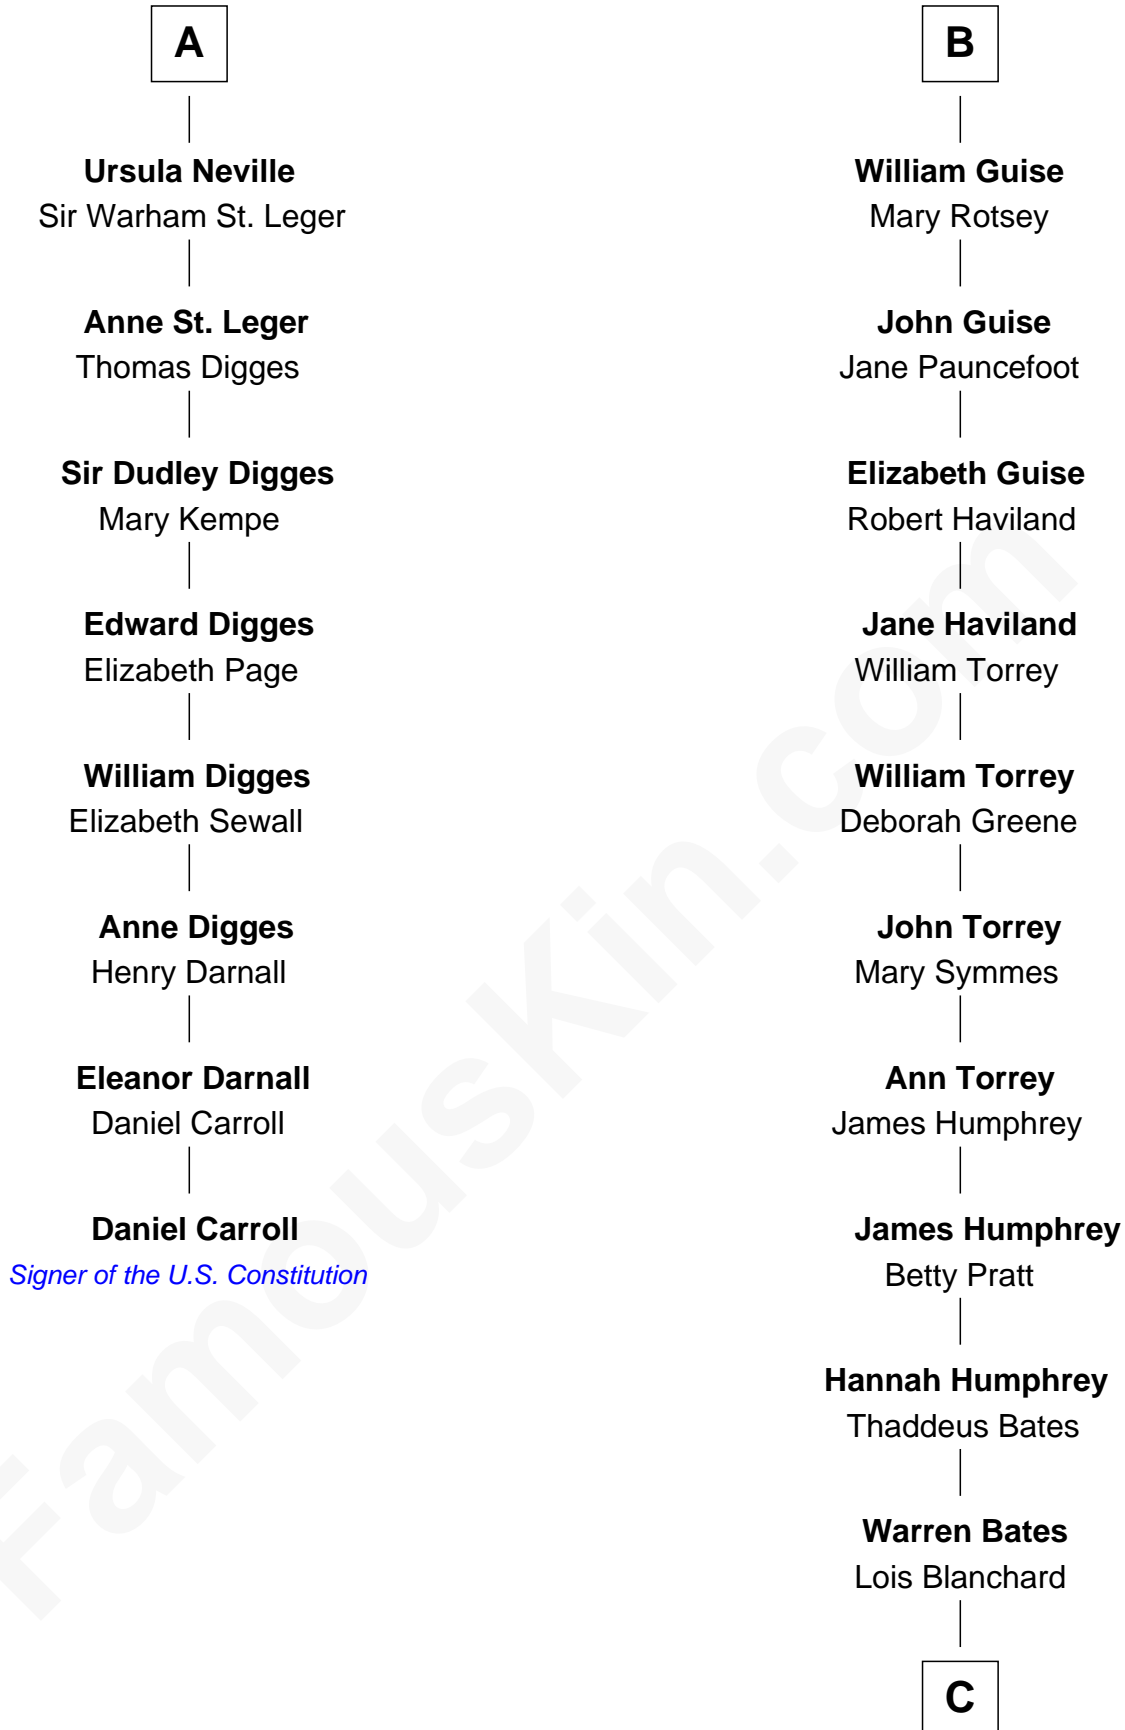 A
Ursula Neville
Sir Warham St. Leger
Anne St. Leger
Thomas Digges
Sir Dudley Digges
Mary Kempe
Edward Digges
Elizabeth Page
William Digges
Elizabeth Sewall
Anne Digges
Henry Darnall
Eleanor Darnall
Daniel Carroll
Daniel Carroll
Signer of the U.S. Constitution
B
William Guise
Mary Rotsey
John Guise
Jane Pauncefoot
Elizabeth Guise
Robert Haviland
Jane Haviland
William Torrey
William Torrey
Deborah Greene
John Torrey
Mary Symmes
Ann Torrey
James Humphrey
James Humphrey
Betty Pratt
Hannah Humphrey
Thaddeus Bates
Warren Bates
Lois Blanchard
C
FamousKin.com